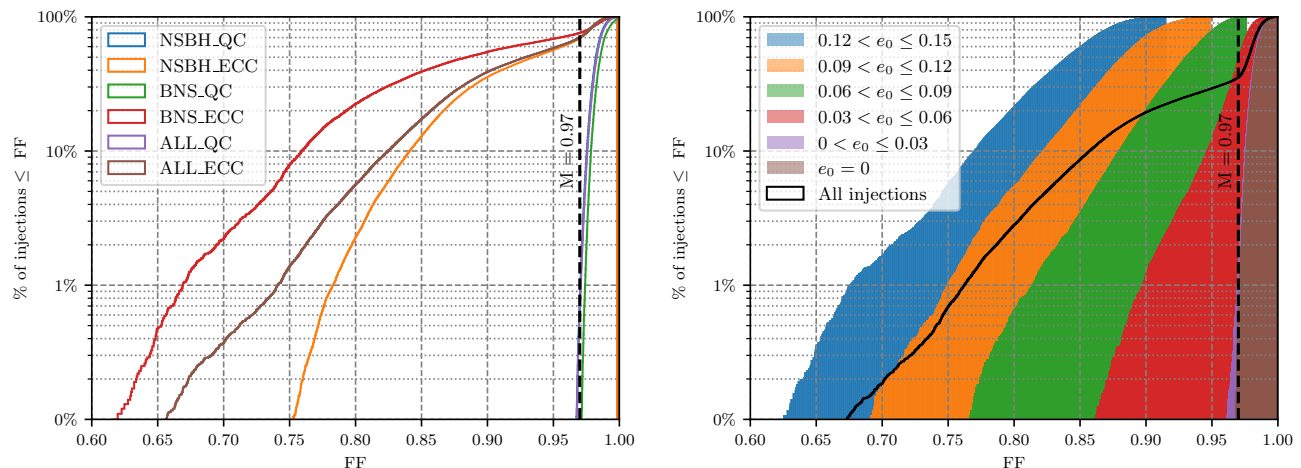 100%
10%
1%
0%
% of injections ≤ FF
NSBH_QC
NSBH_ECC
BNS_QC
BNS_ECC
ALL_QC
ALL_ECC
M = 0.97
0.60 0.65 0.70 0.75 0.80 0.85 0.90 0.95 1.00
FF
100%
10%
1%
0%
% of injections ≤ FF
0.12 < e₀ ≤ 0.15
0.09 < e₀ ≤ 0.12
0.06 < e₀ ≤ 0.09
0.03 < e₀ ≤ 0.06
0 < e₀ ≤ 0.03
e₀ = 0
All injections
M = 0.97
0.60 0.65 0.70 0.75 0.80 0.85 0.90 0.95 1.00
FF